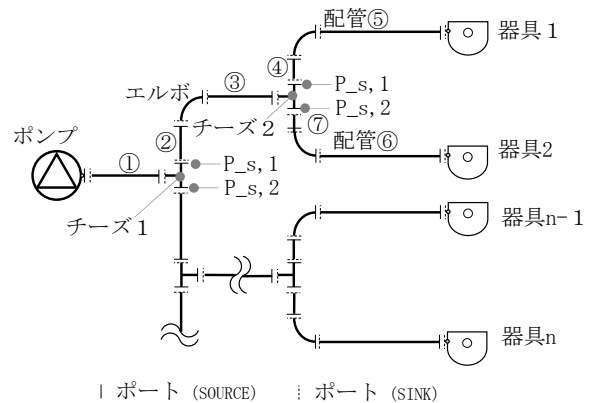 配管⑤
器具1
④
エルボ
③
P_s,1
チーズ2
P_s,2
⑦
ポンプ
②
配管⑥
器具2
①
P_s,1
P_s,2
チーズ1
器具n-1
器具n
ポート (SOURCE)
ポート (SINK)